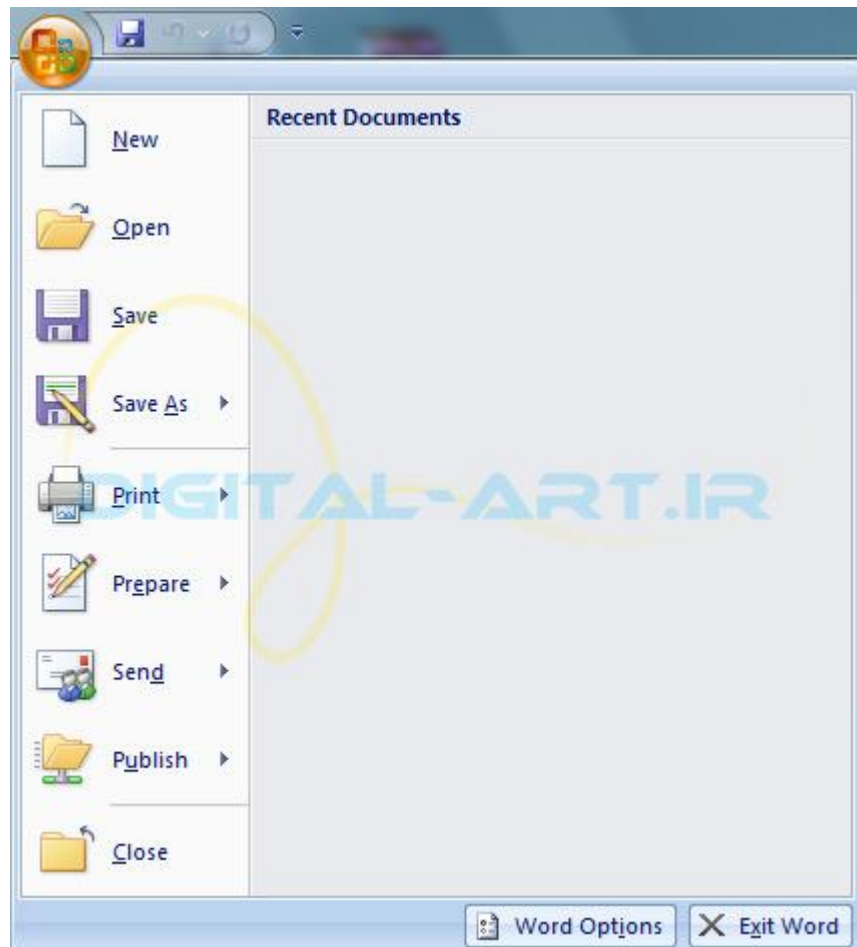 Recent Documents
New
Open
Save
Save As
Print
Prepare
Send
Publish
Close
DIGITAL-ART.IR
Word Options
Exit Word